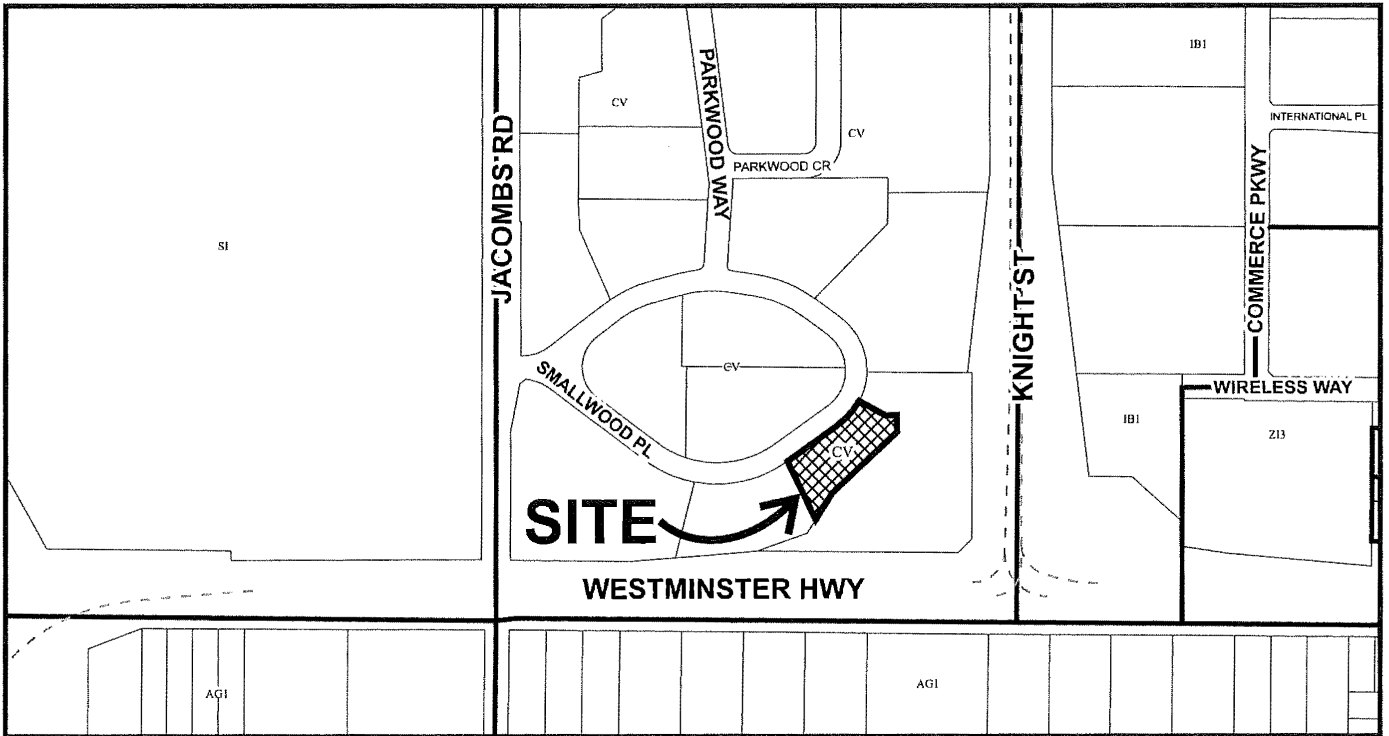 IB1
CV
PARKWOOD WAY
CV
PARKWOOD CR
INTERNATIONAL PL
JACOMBS RD
COMMERCE PKWY
SI
KNIGHT ST
CV
SMALLWOOD PL
WIRELESS WAY
IB1
ZI3
CV
SITE
WESTMINSTER HWY
AG1
AG1